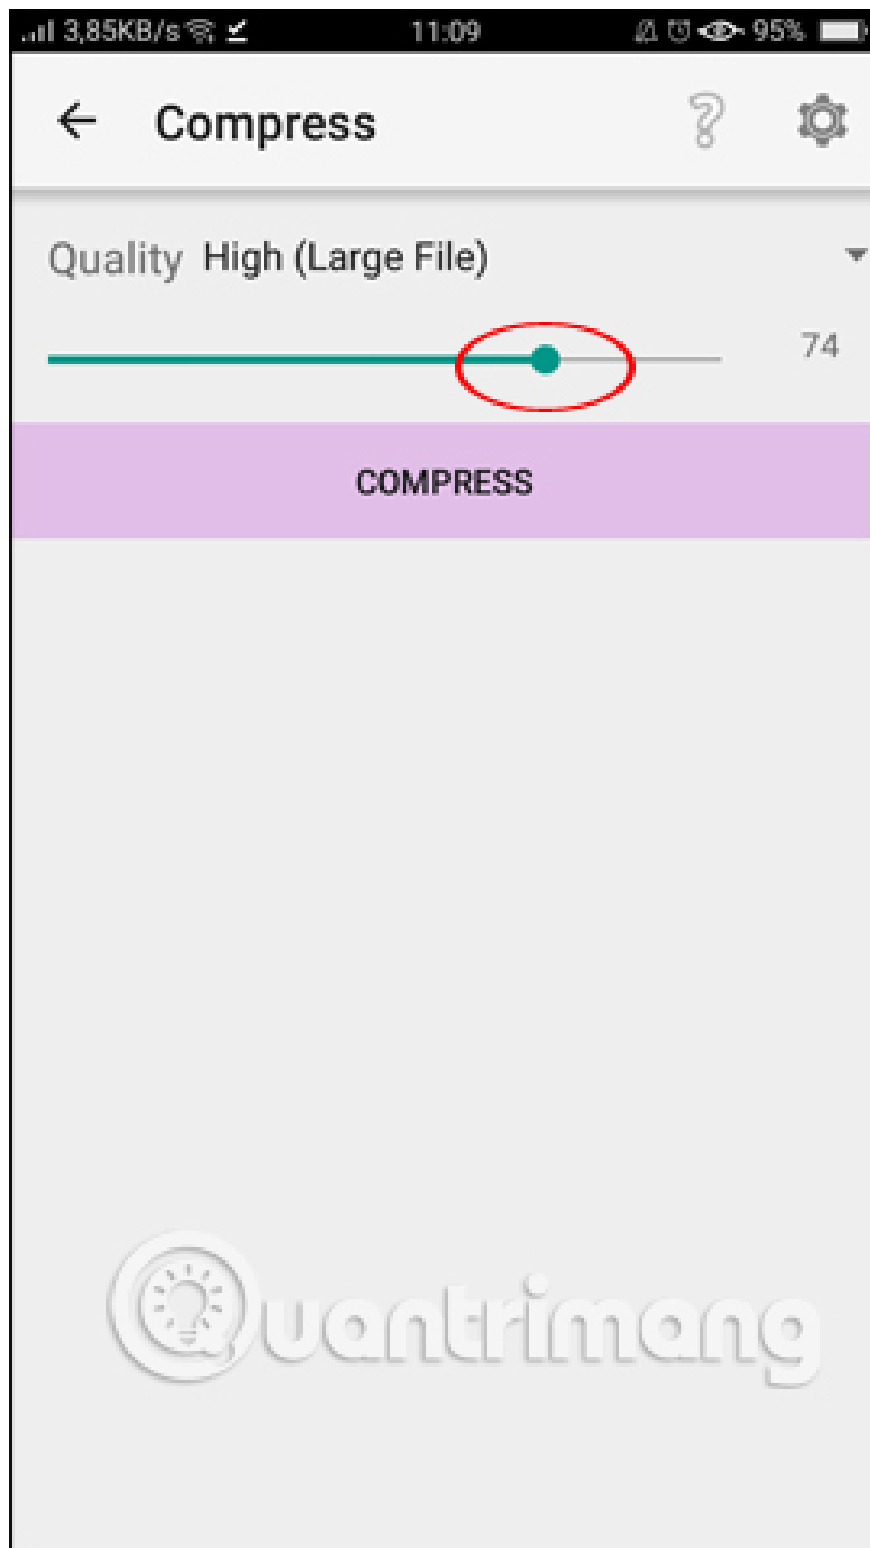 3,85KB/s 11:09 95%
Compress
Quality High (Large File)
74
COMPRESS
Quantrimang